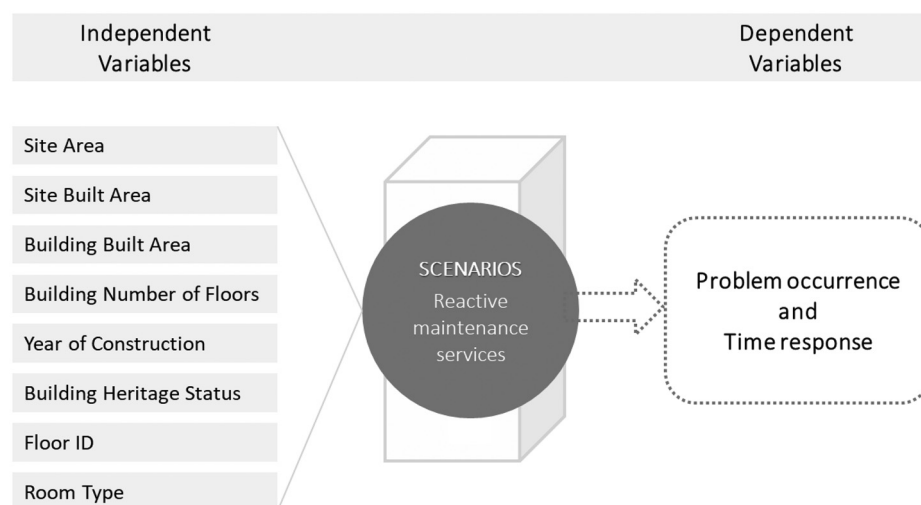 Independent
Variables
Dependent
Variables
Site Area
Site Built Area
Building Built Area
Building Number of Floors
Year of Construction
Building Heritage Status
Floor ID
Room Type
SCENARIOS
Reactive
maintenance
services
Problem occurrence
and
Time response